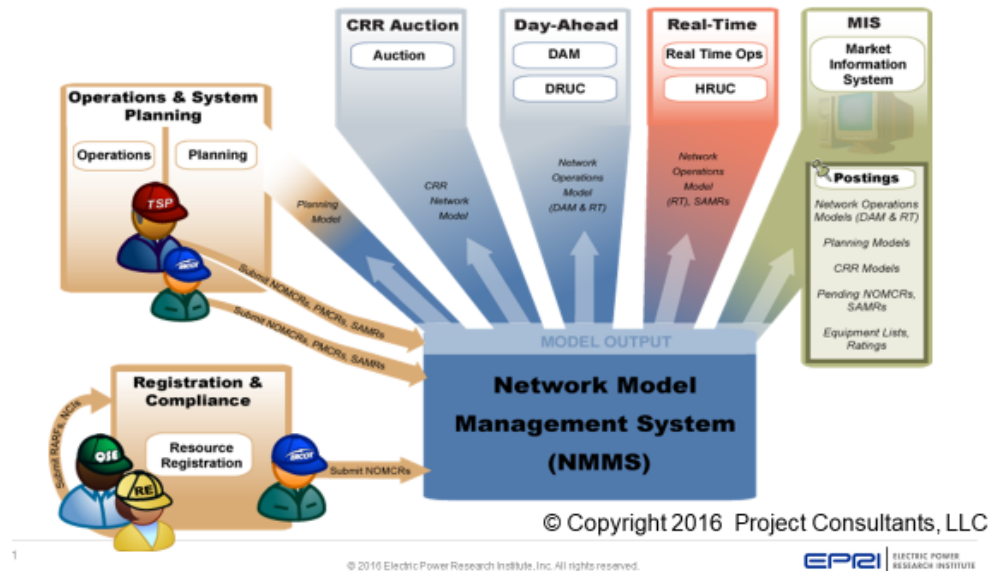 CRR Auction
Auction
Day-Ahead
DAM
DRUC
Real-Time
Real Time Ops
HRUC
MIS
Market
Information
System
Operations & System
Planning
Operations
Planning
TSP
ERCOT
Planning
Model
CRR
Network
Model
Network
Operations
Model
(DAM & RT)
Network
Operations
Model
(RT), SAMRs
Postings
Network Operations
Models (DAM & RT)
Planning Models
CRR Models
Pending NOMCRs,
SAMRs
Equipment Lists,
Ratings
Submit NOMCRs, PMCRs, SAMRs
Submit NOMCRs, PMCRs, SAMRs
MODEL OUTPUT
Network Model
Management System
(NMMS)
Registration &
Compliance
Resource
Registration
Submit RARFs, NCIs
QSE
RE
ERCOT
Submit NOMCRs
© Copyright 2016 Project Consultants, LLC
1
© 2016 Electric Power Research Institute, Inc. All rights reserved.
EPRI
ELECTRIC POWER
RESEARCH INSTITUTE